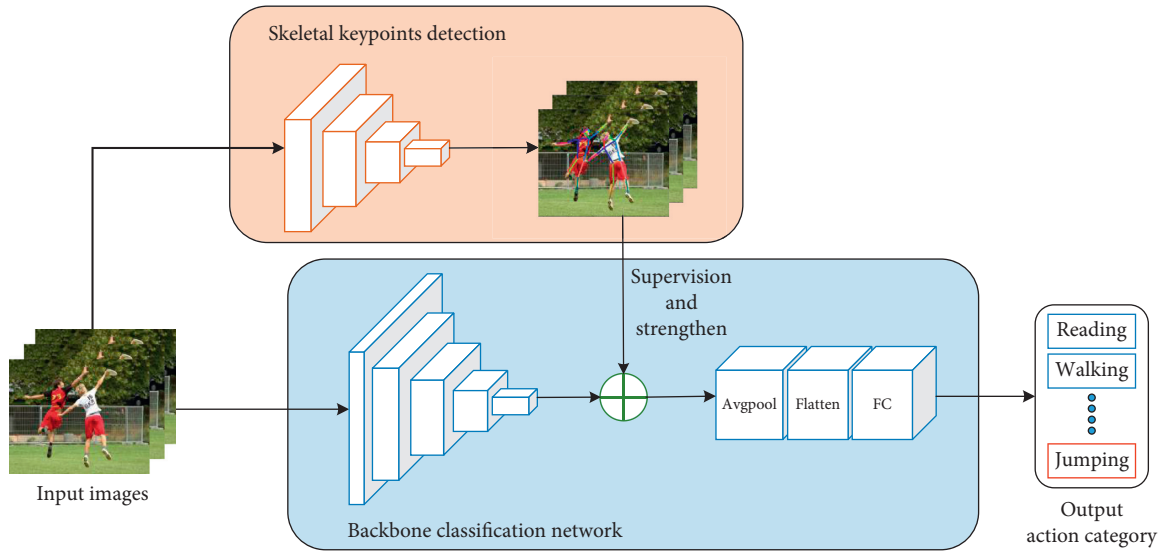 Skeletal keypoints detection
Supervision
and
strengthen
Avgpool
Flatten
FC
Reading
Walking
Jumping
Input images
Backbone classification network
Output
action category